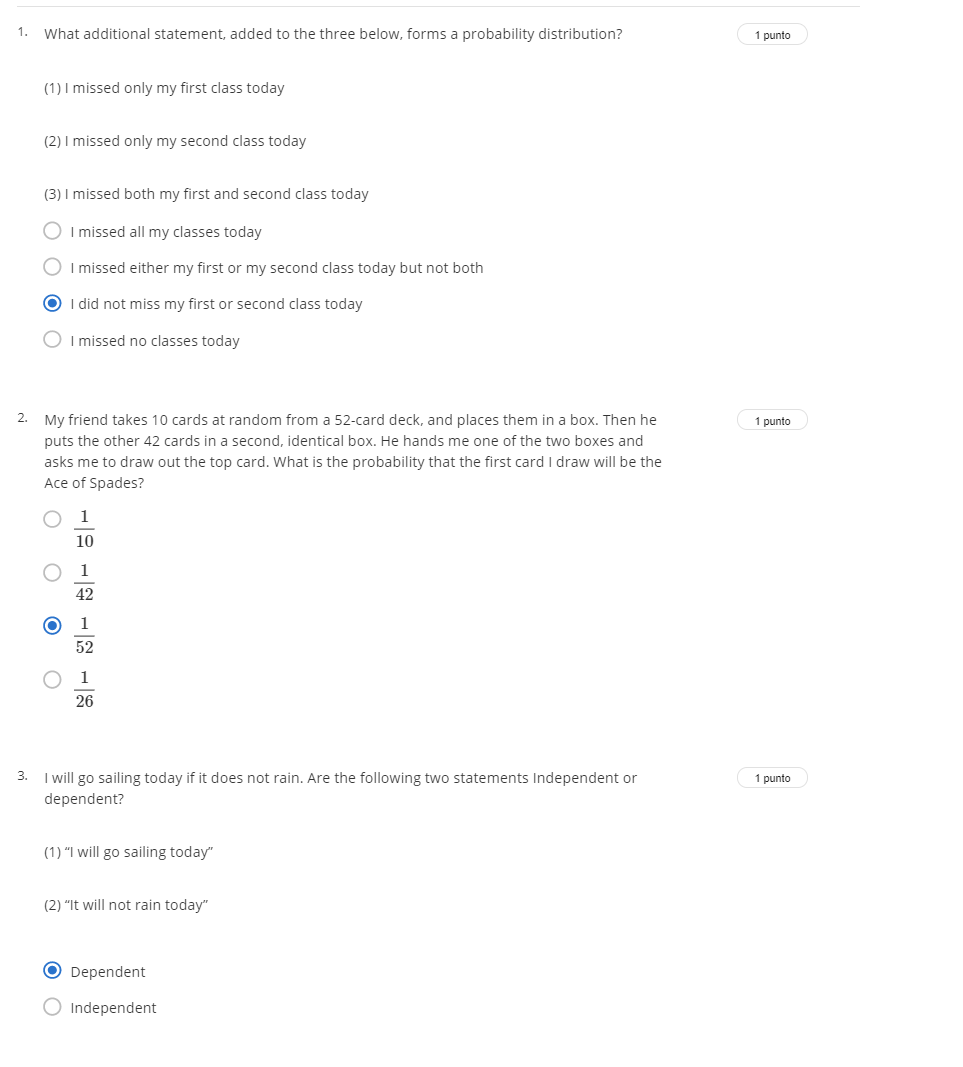 1. What additional statement, added to the three below, forms a probability distribution?
1 punto
(1) I missed only my first class today
(2) I missed only my second class today
(3) I missed both my first and second class today
I missed all my classes today
I missed either my first or my second class today but not both
I did not miss my first or second class today
I missed no classes today
2. My friend takes 10 cards at random from a 52-card deck, and places them in a box. Then he
1 punto
puts the other 42 cards in a second, identical box. He hands me one of the two boxes and
asks me to draw out the top card. What is the probability that the first card I draw will be the
Ace of Spades?
1
10
1
42
1
52
1
26
3. I will go sailing today if it does not rain. Are the following two statements Independent or
1 punto
dependent?
(1) “I will go sailing today”
(2) “It will not rain today”
Dependent
Independent